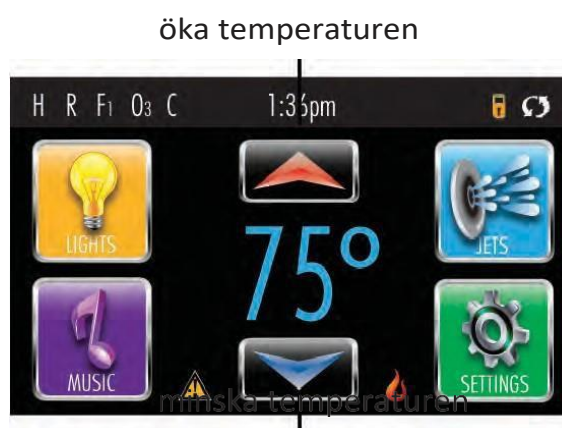 öka temperaturen
H R F1 O3 C 1:36pm
LIGHTS JETS
75°
MUSIC SETTINGS
minska temperaturen